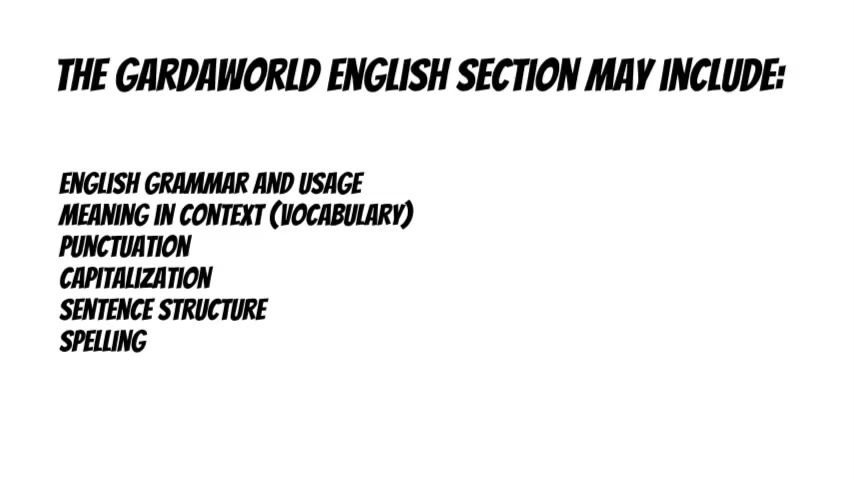 THE GARDAWORLD ENGLISH SECTION MAY INCLUDE:
ENGLISH GRAMMAR AND USAGE
MEANING IN CONTEXT (VOCABULARY)
PUNCTUATION
CAPITALIZATION
SENTENCE STRUCTURE
SPELLING